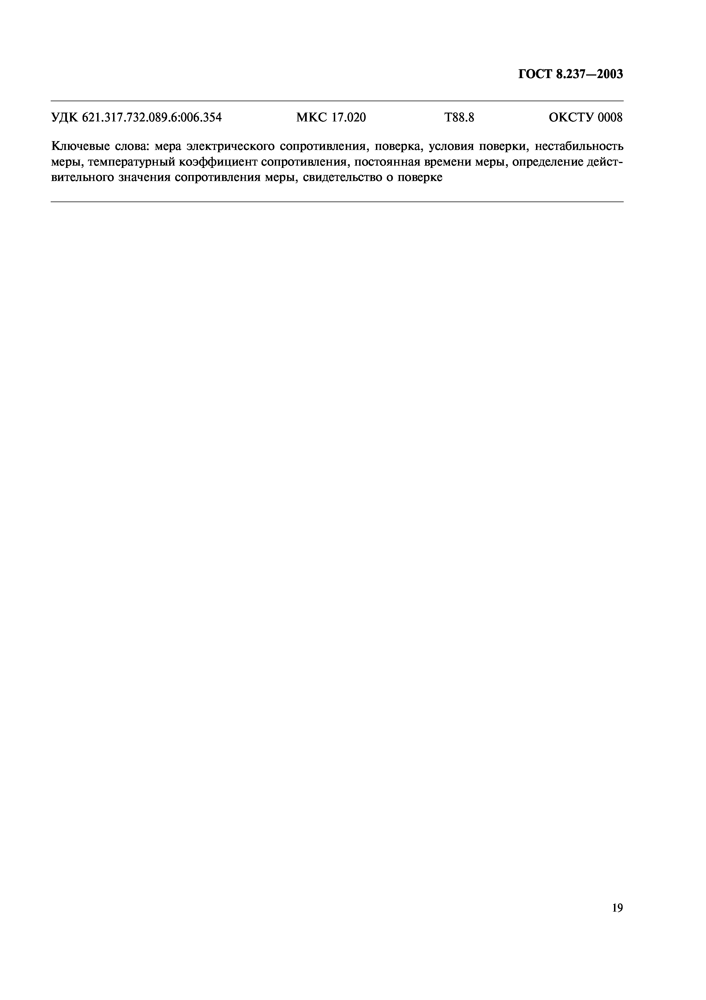 ГОСТ 8.237—2003
УДК 621.317.732.089.6:006.354 МКС 17.020 Т88.8 ОКСТУ 0008
Ключевые слова: мера электрического сопротивления, поверка, условия поверки, нестабильность
меры, температурный коэффициент сопротивления, постоянная времени меры, определение дейст-
вительного значения сопротивления меры, свидетельство о поверке
19